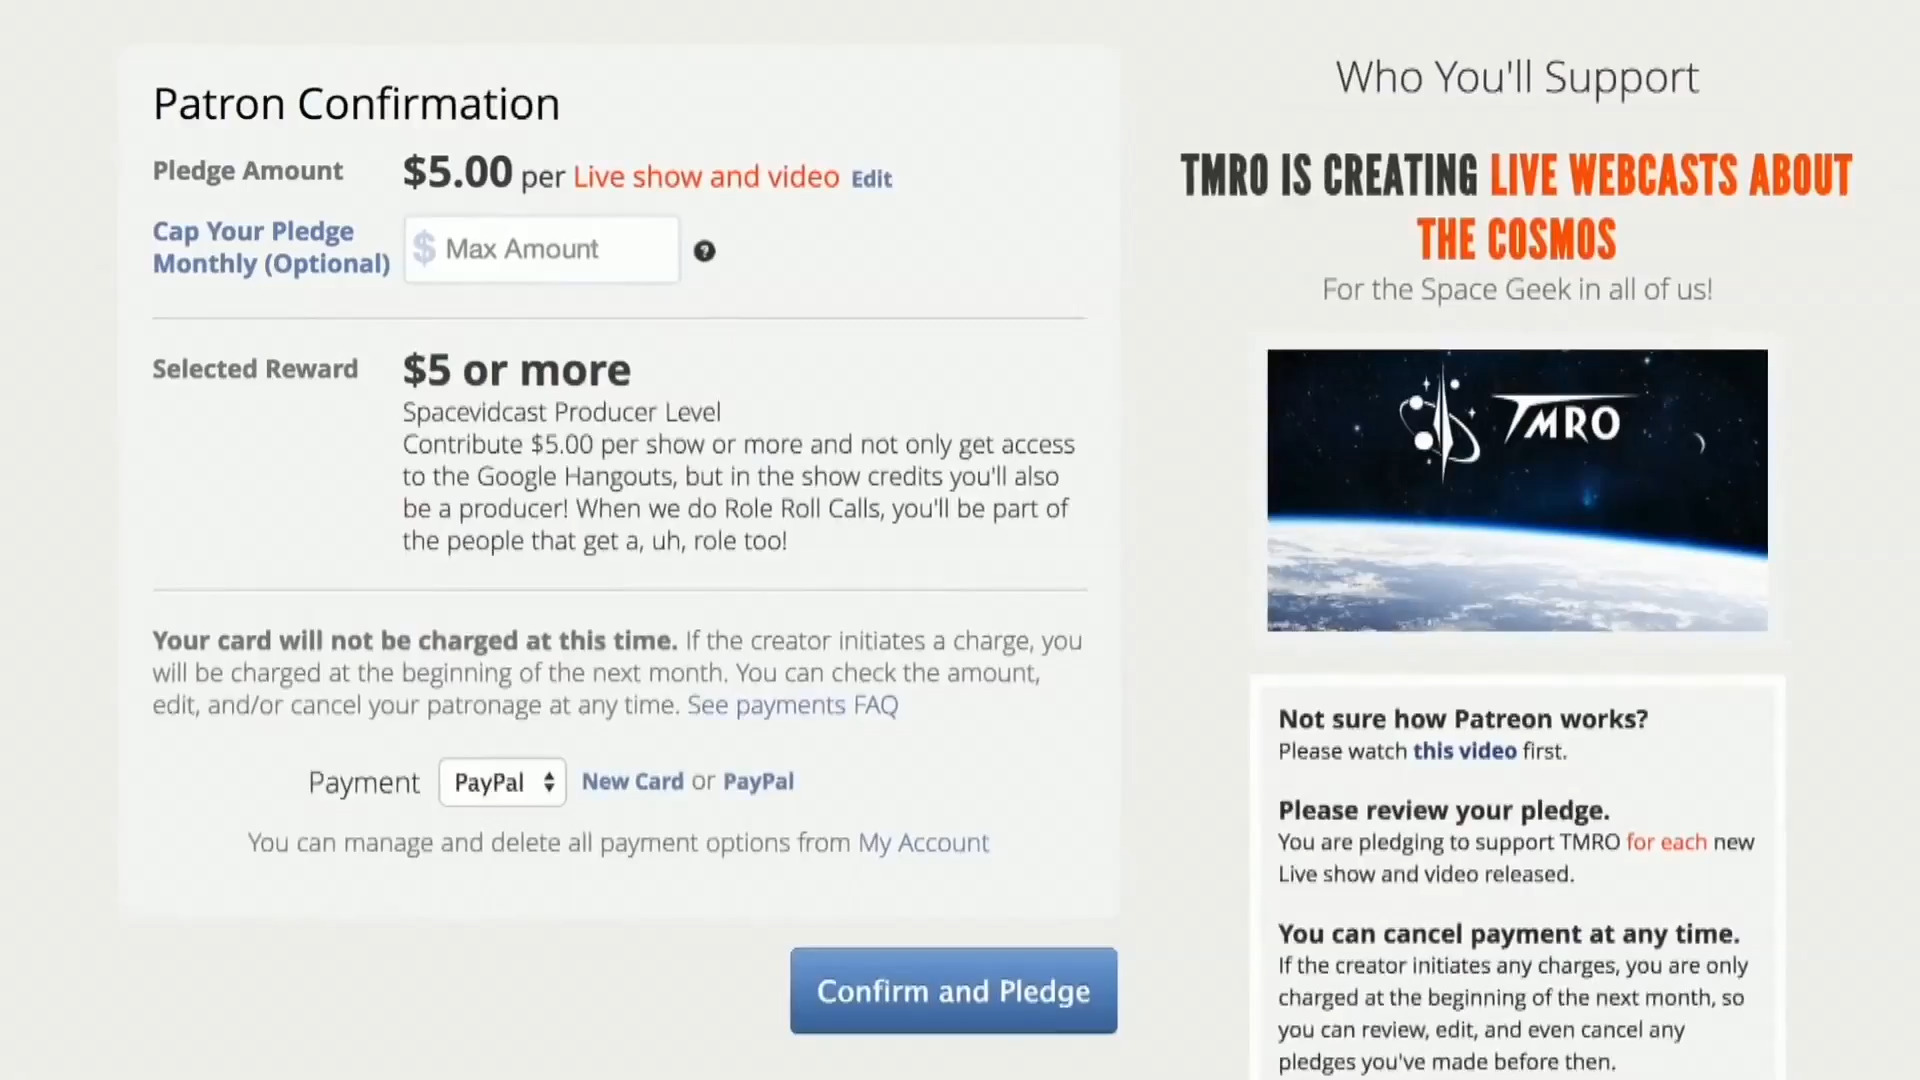 Patron Confirmation
Pledge Amount $5.00 per Live show and video Edit
Cap Your Pledge
Monthly (Optional)
$ Max Amount ?
Selected Reward $5 or more
Spacevidcast Producer Level
Contribute $5.00 per show or more and not only get access
to the Google Hangouts, but in the show credits you'll also
be a producer! When we do Role Roll Calls, you'll be part of
the people that get a, uh, role too!
Your card will not be charged at this time. If the creator initiates a charge, you
will be charged at the beginning of the next month. You can check the amount,
edit, and/or cancel your patronage at any time. See payments FAQ
Payment PayPal New Card or PayPal
You can manage and delete all payment options from My Account
Confirm and Pledge
Who You'll Support
TMRO IS CREATING LIVE WEBCASTS ABOUT
THE COSMOS
For the Space Geek in all of us!
TMRO
Not sure how Patreon works?
Please watch this video first.
Please review your pledge.
You are pledging to support TMRO for each new
Live show and video released.
You can cancel payment at any time.
If the creator initiates any charges, you are only
charged at the beginning of the next month, so
you can review, edit, and even cancel any
pledges you've made before then.